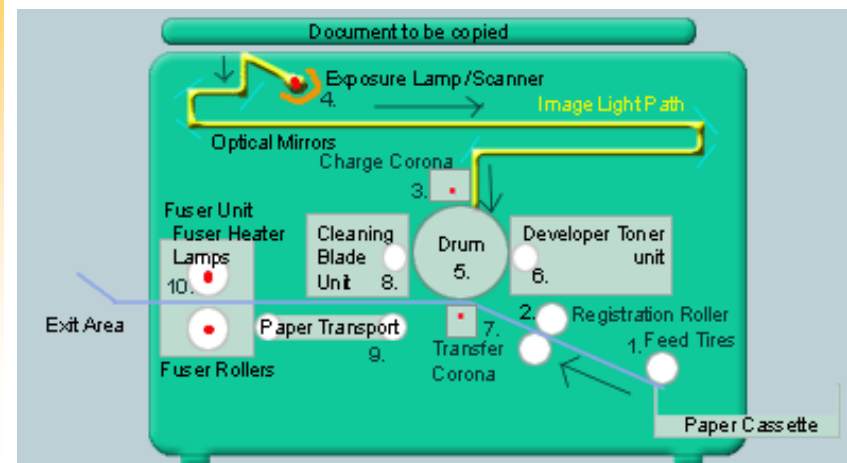 Document to be copied
Exposure Lamp/Scanner
4.
Image Light Path
Optical Mirrors
Charge Corona
3.
Fuser Unit
Fuser Heater
Lamps
10.
Cleaning
Blade
Unit 8.
Drum
5.
Developer Toner
unit
6.
2. Registration Roller
1. Feed Tires
Exit Area
Paper Transport
9.
7.
Transfer
Corona
Fuser Rollers
Paper Cassette